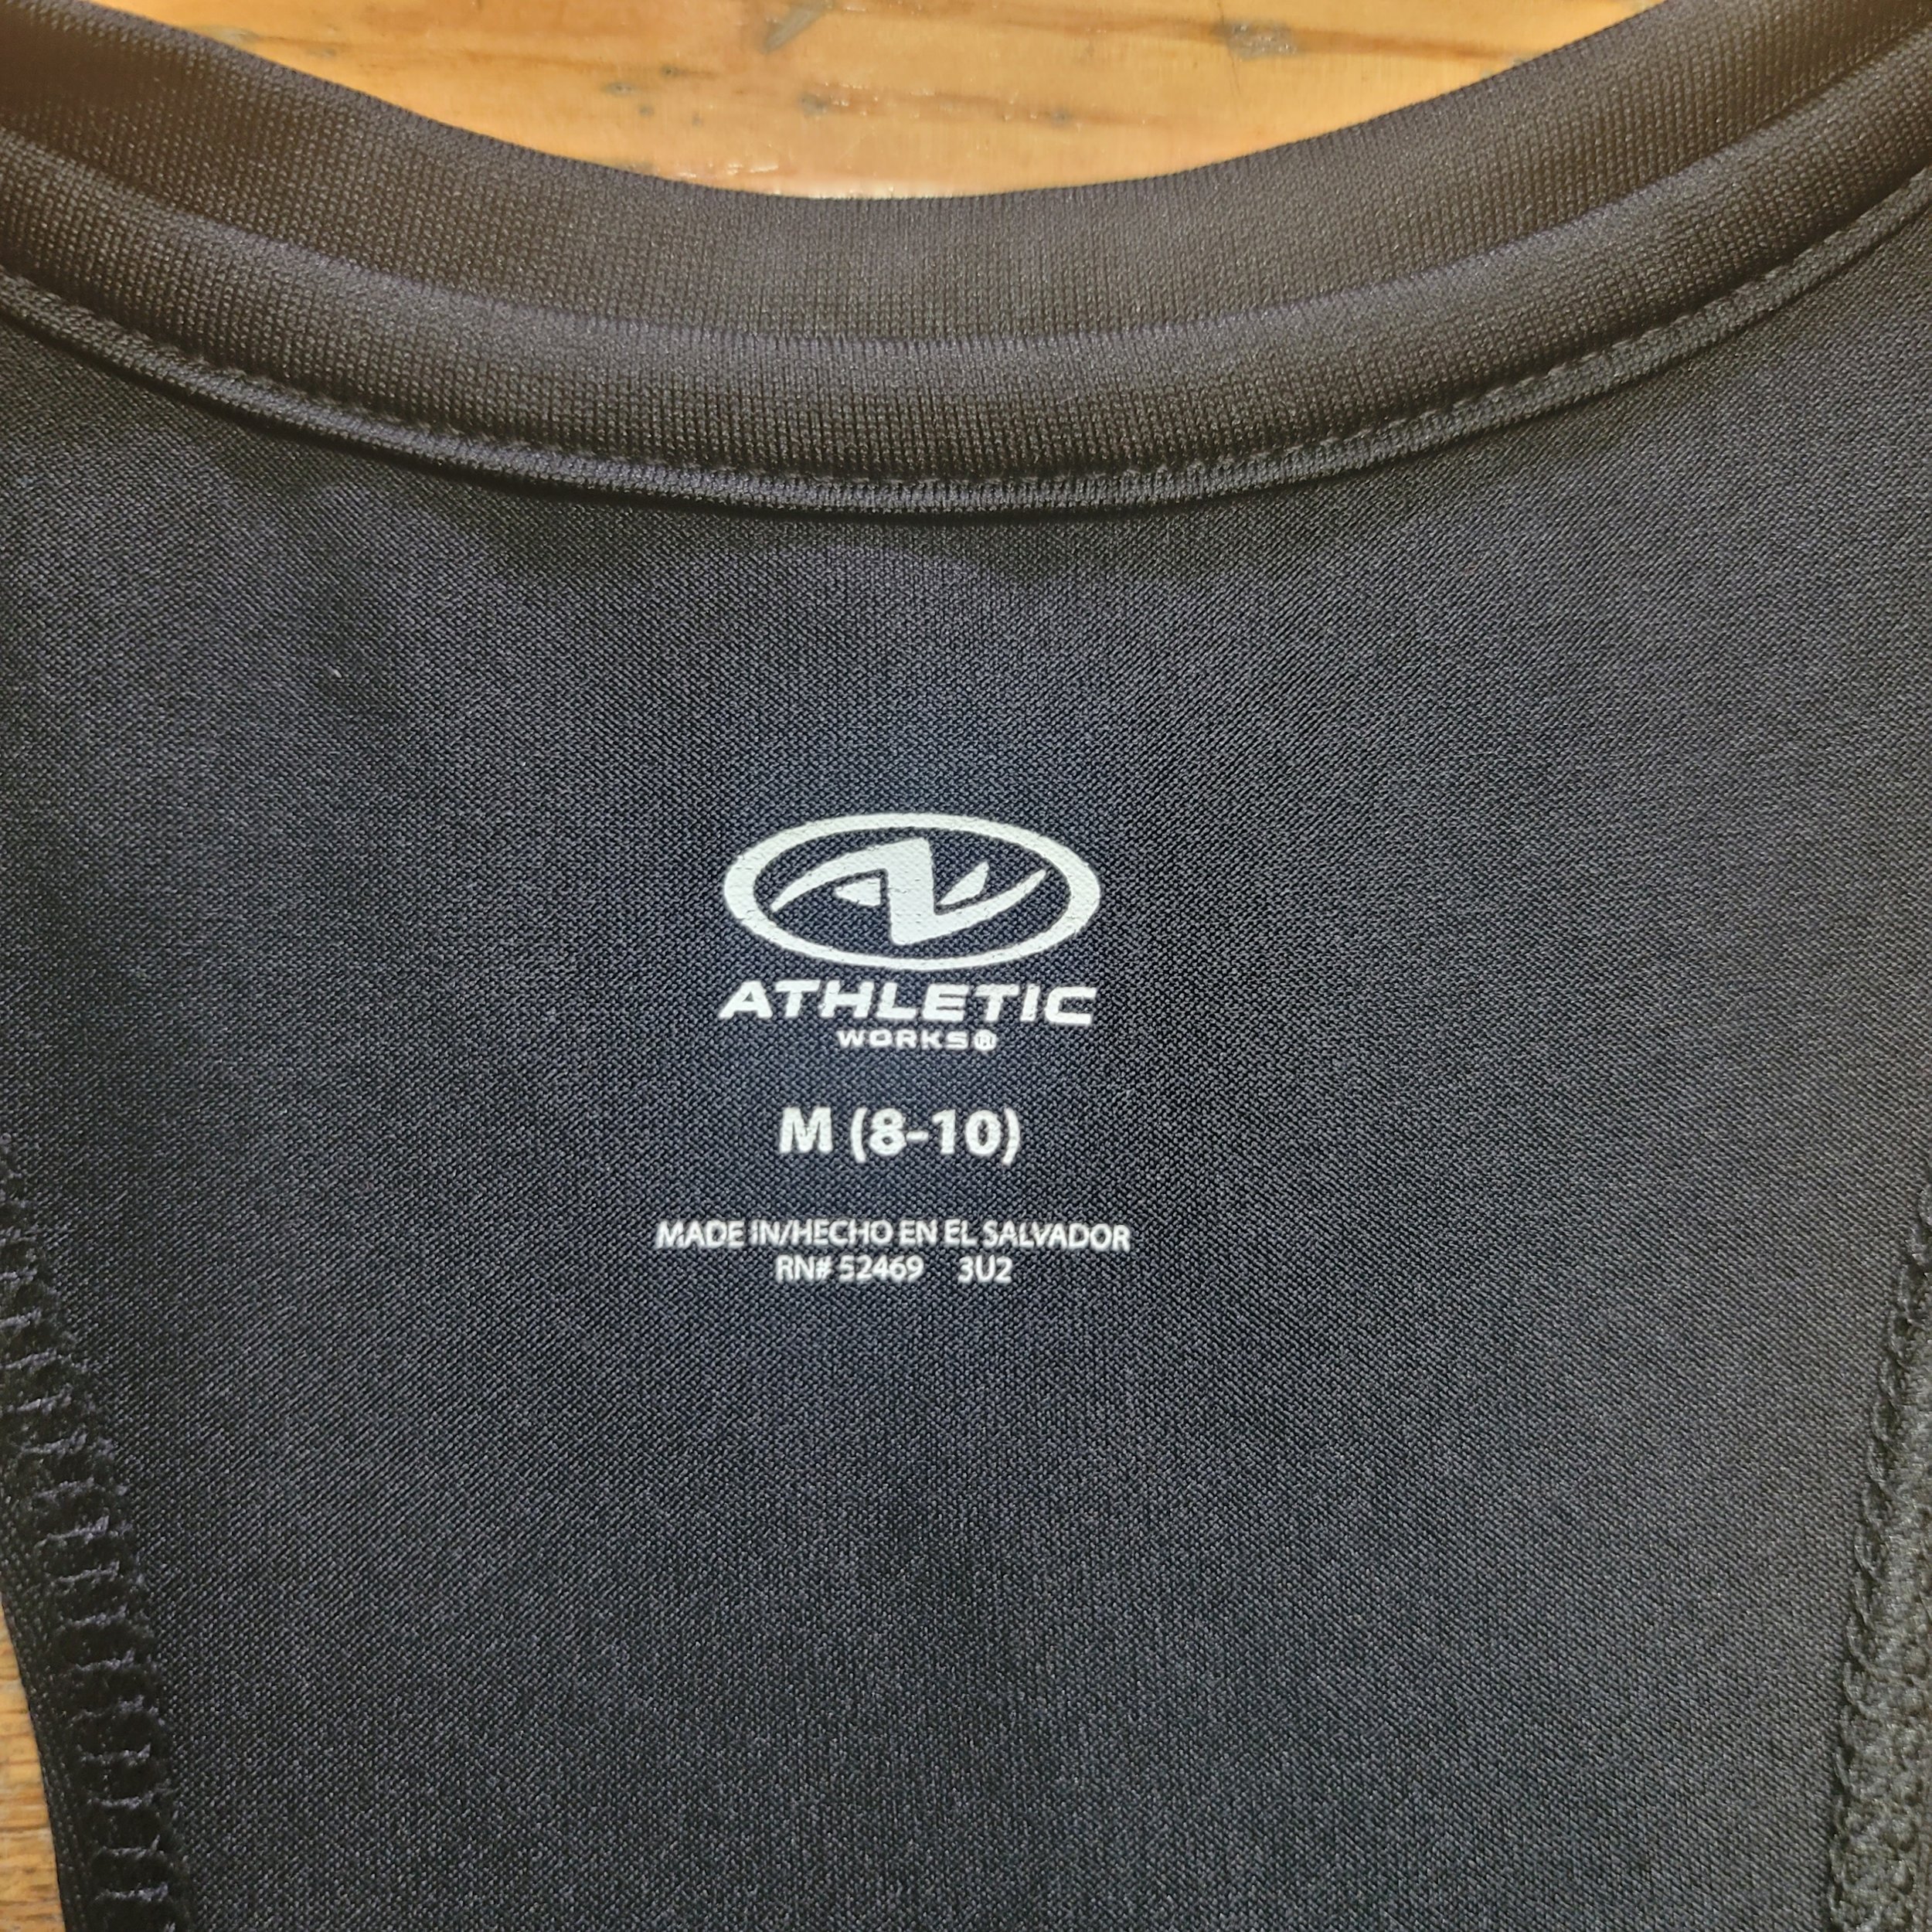 ATHLETIC
WORKS®
M (8-10)
MADE IN/HECHO EN EL SALVADOR
RN# 52469 3U2